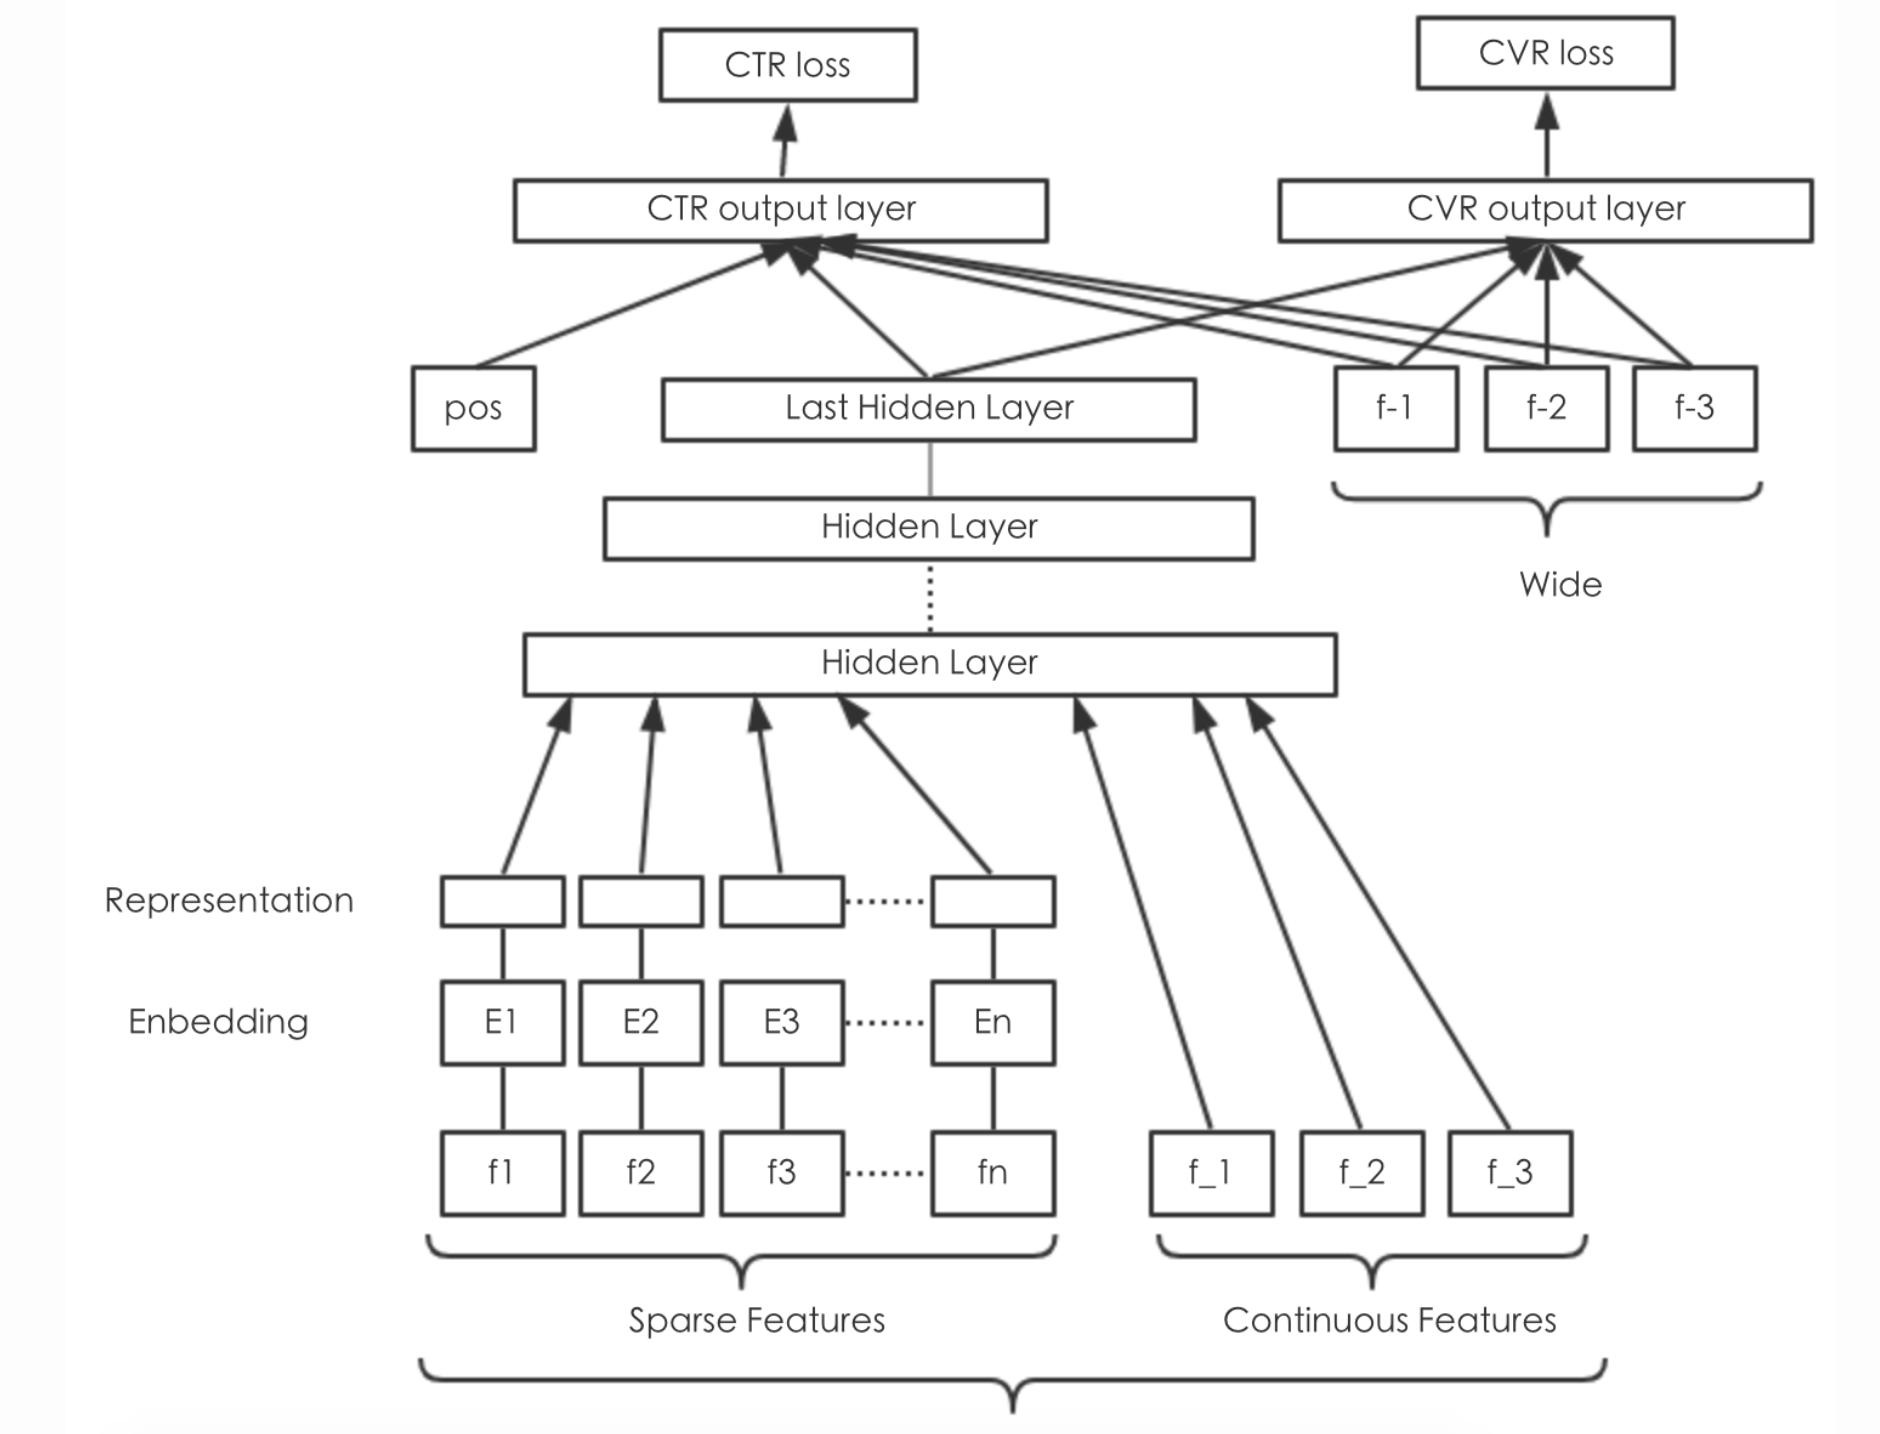 CTR loss
CVR loss
CTR output layer
CVR output layer
pos
Last Hidden Layer
f-1
f-2
f-3
Hidden Layer
Wide
Hidden Layer
Representation
Enbedding
E1
E2
E3
En
f1
f2
f3
fn
f_1
f_2
f_3
Sparse Features
Continuous Features